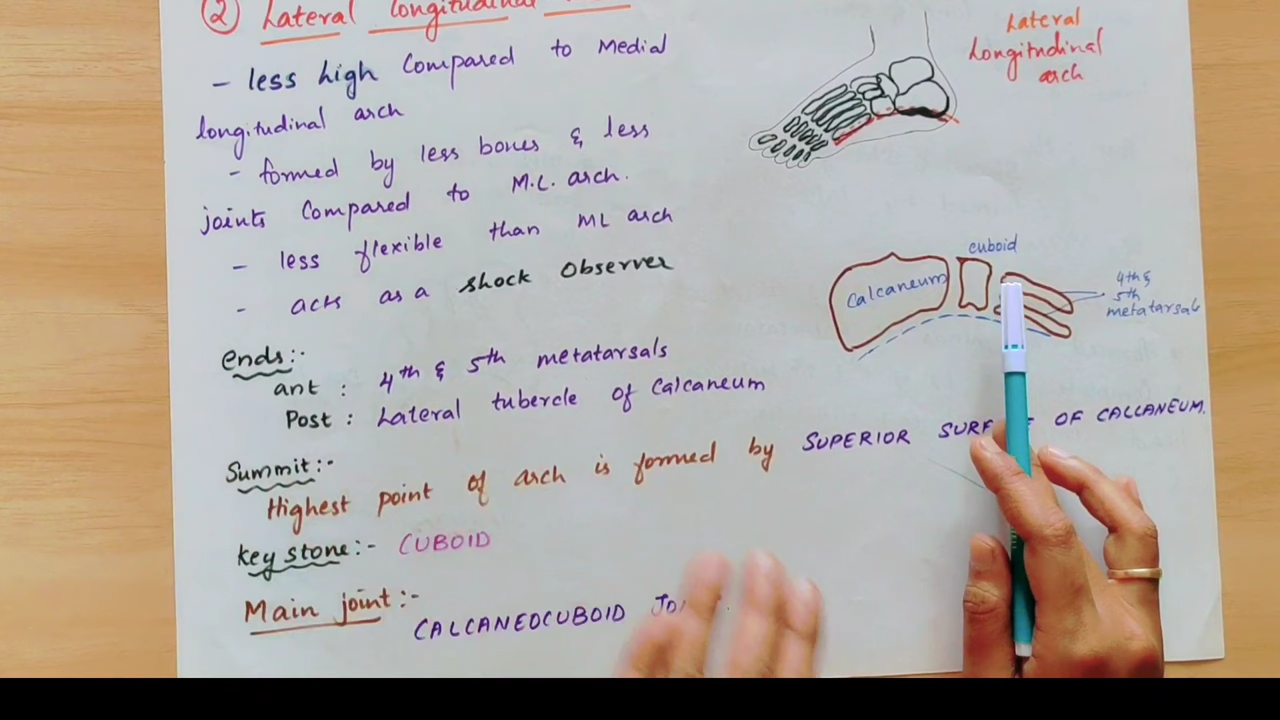 ② Lateral Longitudinal
- less high compared to Medial
longitudinal arch
- formed by less bones & less
joints compared to M.L. arch.
- less flexible than ML arch
- acts as a shock Observer
Ends:-
ant : 4th & 5th metatarsals
Post : Lateral tubercle of Calcaneum
Summit:-
Highest point of arch is formed by SUPERIOR OF CALCANEUM.
key stone:- CUBOID
Main joint:-
CALCANEOCUBOID
Lateral
Longitudinal
arch
cuboid
Calcaneum
4th &
5th
metatarsals